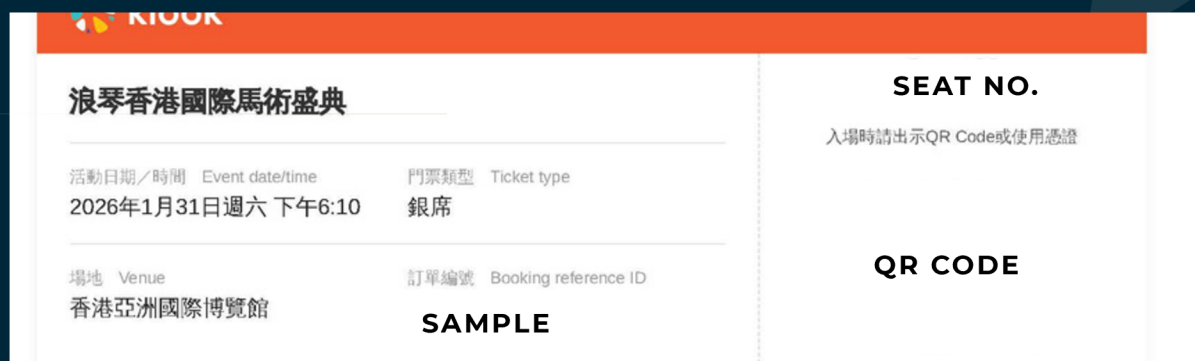 klook
浪琴香港國際馬術盛典
活動日期／時間 Event date/time
2026年1月31日週六 下午6:10
門票類型 Ticket type
銀席
場地 Venue
香港亞洲國際博覽館
訂單編號 Booking reference ID
SAMPLE
SEAT NO.
入場時請出示QR Code或使用憑證
QR CODE